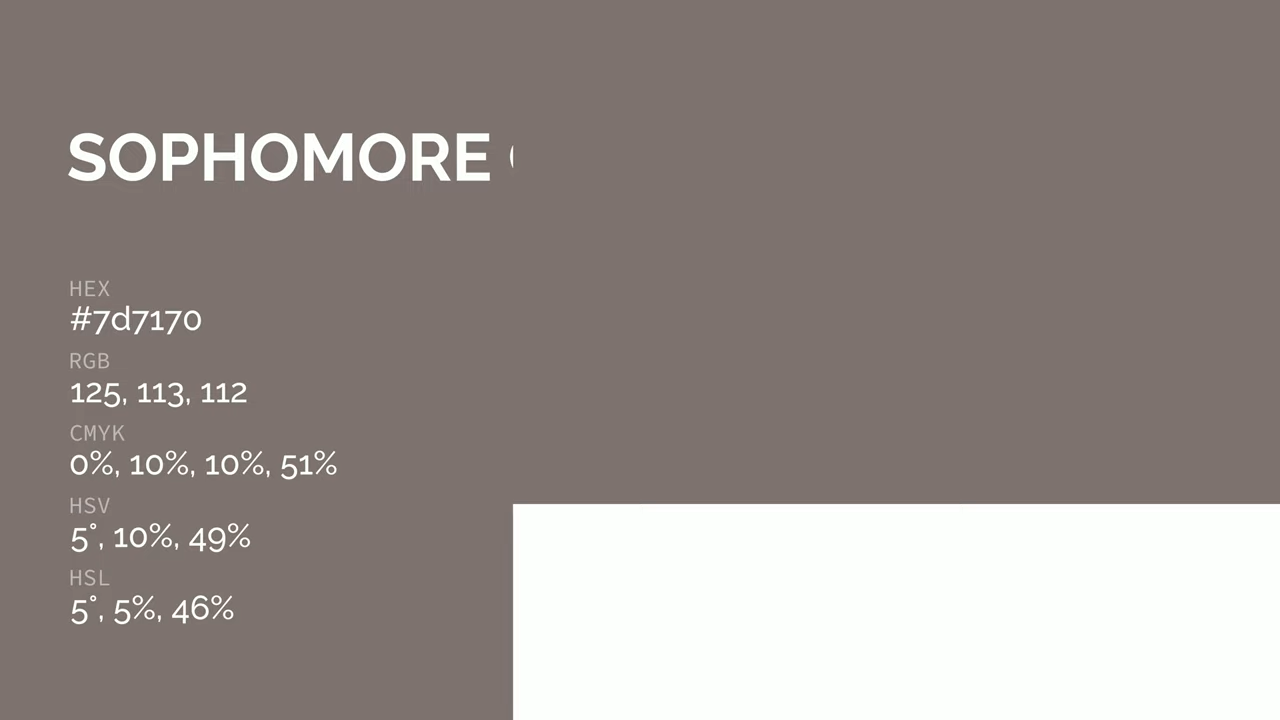 SOPHOMORE
HEX
#7d7170
RGB
125, 113, 112
CMYK
0%, 10%, 10%, 51%
HSV
5°, 10%, 49%
HSL
5°, 5%, 46%